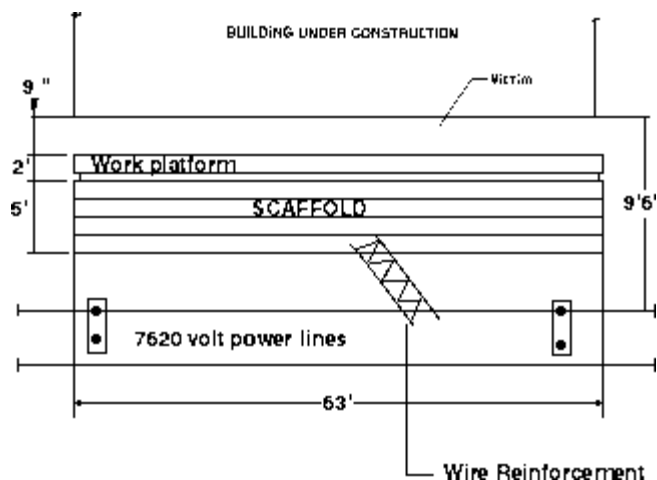 BUILDING UNDER CONSTRUCTION
9"
Victim
2'
Work platform
5'
SCAFFOLD
9'6'
7620 volt power lines
63'
Wire Reinforcement